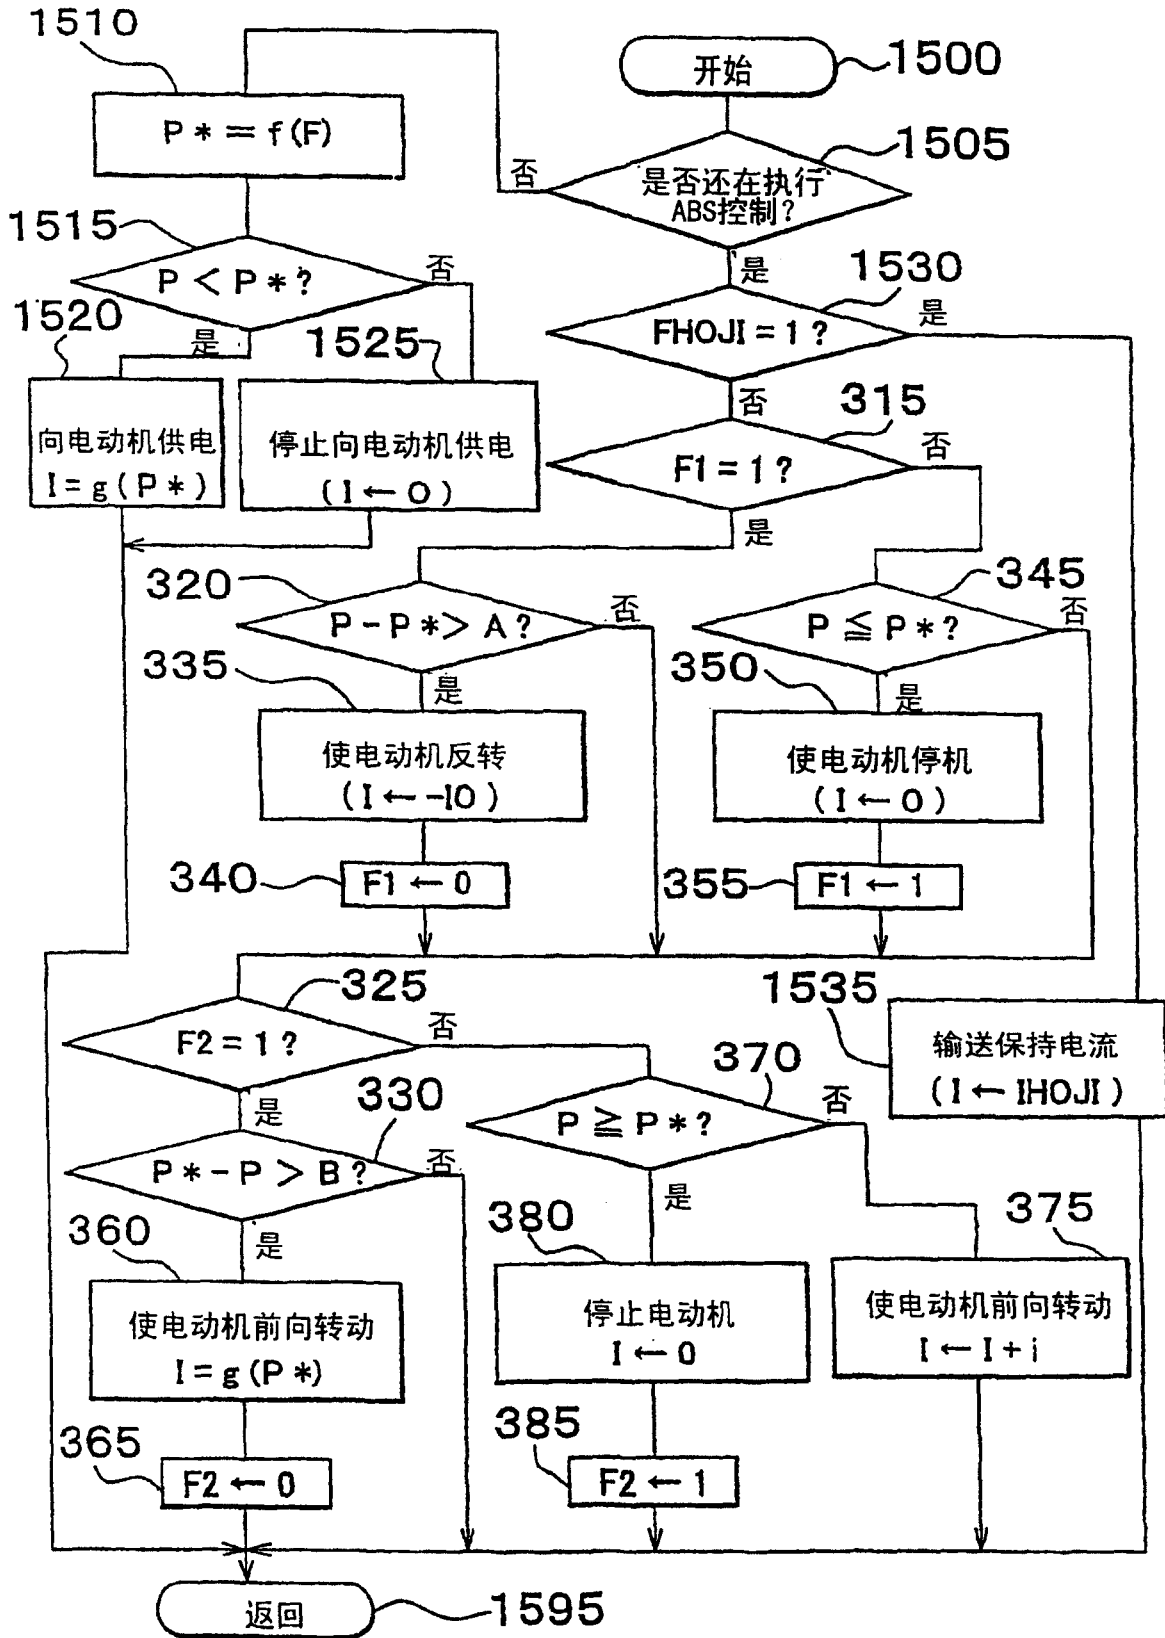 1510
开始
1500
P * = f (F)
1505
否
是否还在执行
ABS控制?
1515
P < P * ?
否
是
1530
FHOJI = 1 ?
是
否
1520
是
1525
向电动机供电
I = g ( P * )
停止向电动机供电
( I ← 0 )
315
F1 = 1 ?
否
是
320
P - P * > A ?
否
是
345
P ≦ P * ?
否
是
335
使电动机反转
( I ← -I0 )
350
使电动机停机
( I ← 0 )
340
F1 ← 0
355
F1 ← 1
325
F2 = 1 ?
否
是
1535
输送保持电流
( I ← IHOJI )
330
P * - P > B ?
否
是
370
P ≧ P * ?
否
是
360
使电动机前向转动
I = g (P *)
380
停止电动机
I ← 0
375
使电动机前向转动
I ← I + i
365
F2 ← 0
385
F2 ← 1
返回
1595